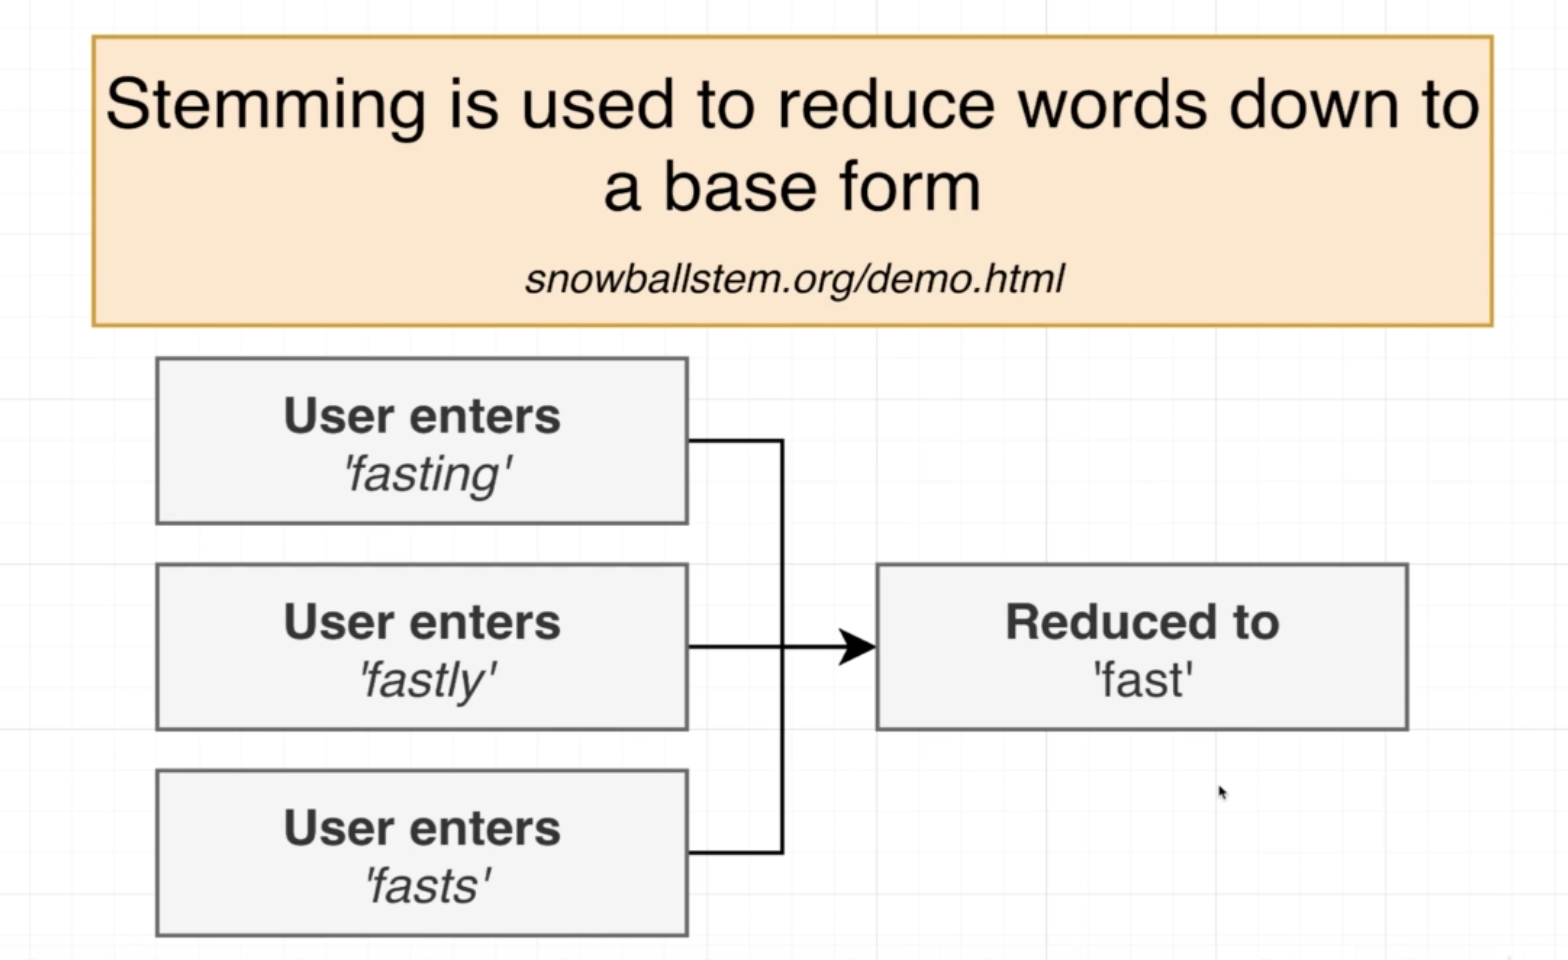 Stemming is used to reduce words down to
a base form
snowballstem.org/demo.html
User enters
'fasting'
User enters
'fastly'
Reduced to
'fast'
User enters
'fasts'